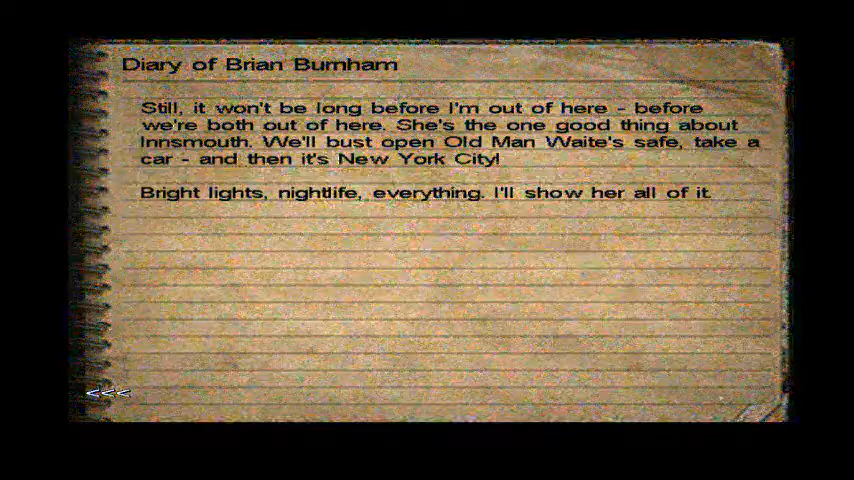 Diary of Brian Burnham
Still, it won't be long before I'm out of here - before
we're both out of here. She's the one good thing about
Innsmouth. We'll bust open Old Man Waite's safe, take a
car - and then it's New York City!
Bright lights, nightlife, everything. I'll show her all of it.
<<<